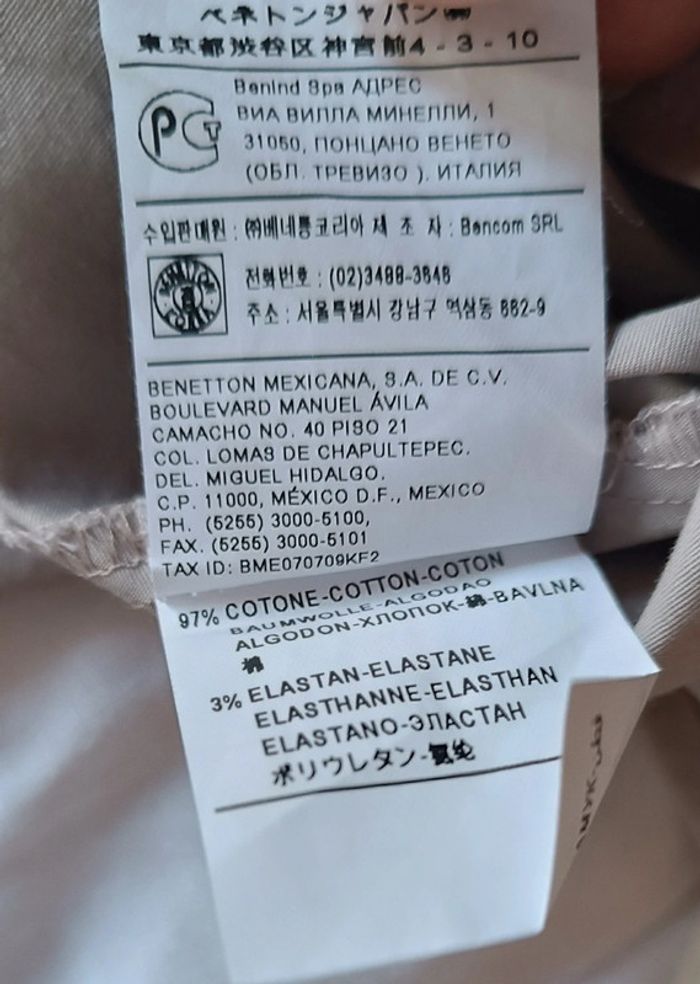 ベネトンジャパン㈱
東京都渋谷区神宮前4-3-10
Benind Spa АДРЕС
ВИА ВИЛЛА МИНЕЛЛИ, 1
31050, ПОНЦАНО ВЕНЕТО
(ОБЛ. ТРЕВИЗО ). ИТАЛИЯ
수입판매원 : ㈜베네통코리아 제 조 자 : Bencom SRL
전화번호 : (02)3488-3848
주소 : 서울특별시 강남구 역삼동 882-9
BENETTON MEXICANA, S.A. DE C.V.
BOULEVARD MANUEL ÁVILA
CAMACHO NO. 40 PISO 21
COL. LOMAS DE CHAPULTEPEC.
DEL. MIGUEL HIDALGO.
C.P. 11000, MÉXICO D.F., MEXICO
PH. (5255) 3000-5100,
FAX. (5255) 3000-5101
TAX ID: BME070709KF2
97% COTONE-COTTON-COTON
BAUMWOLLE-ALGODAO
ALGODON-ХЛОПОК-綿-BAVLNA
棉
3% ELASTAN-ELASTANE
ELASTHANNE-ELASTHAN
ELASTANO-ЭЛАСТАН
ポリウレタン-氨纶